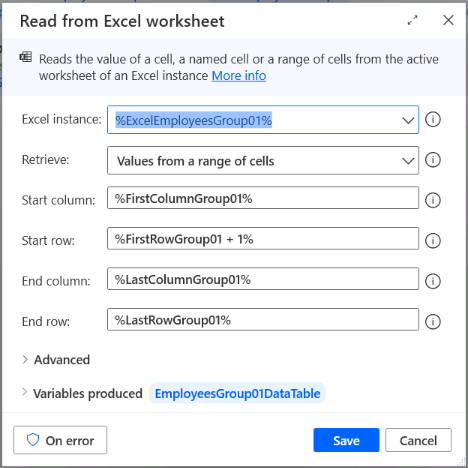 Read from Excel worksheet
Reads the value of a cell, a named cell or a range of cells from the active
worksheet of an Excel instance More info
Excel instance: %ExcelEmployeesGroup01%
Retrieve: Values from a range of cells
Start column: %FirstColumnGroup01%
Start row: %FirstRowGroup01 + 1%
End column: %LastColumnGroup01%
End row: %LastRowGroup01%
Advanced
Variables produced EmployeesGroup01DataTable
On error Save Cancel